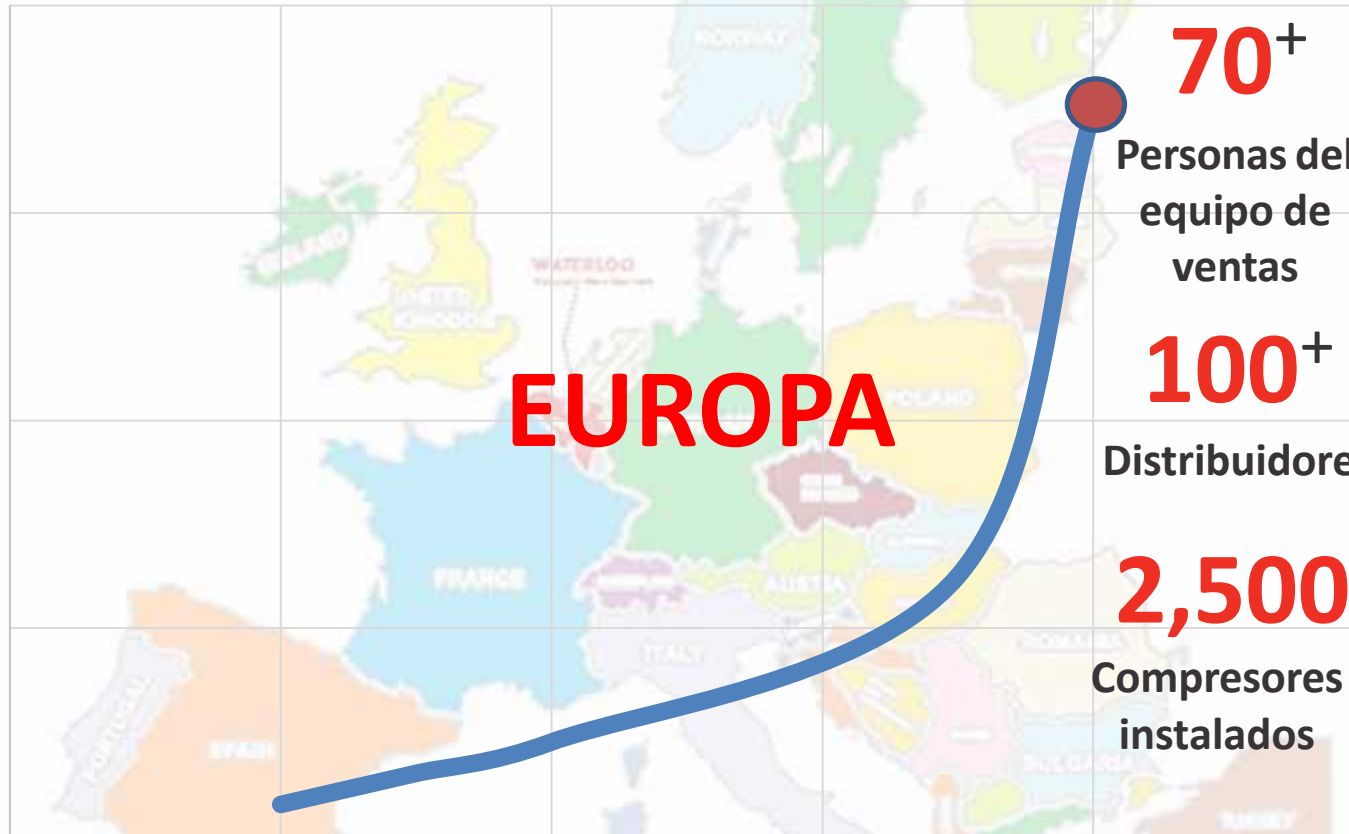 NORWAY
70+
Personas del
equipo de
ventas
IRELAND
WATERLOO
UNITED
KINGDOM
100+
EUROPA
POLAND
Distribuidore
FRANCE
AUSTRIA
2,500
ITALY
ROMANIA
Compresores
instalados
PORTUGAL
SPAIN
BULGARIA
TURKEY